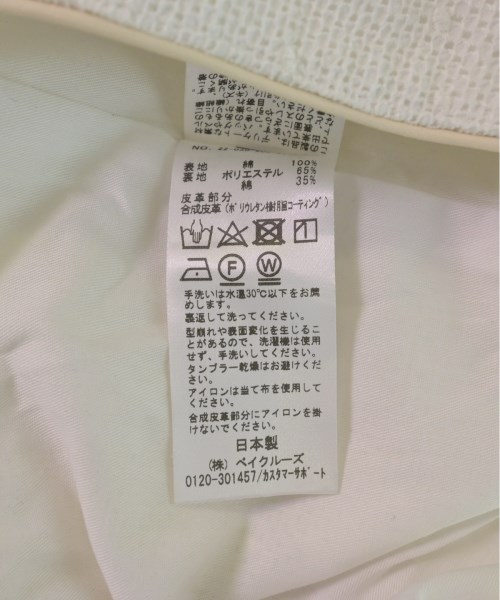 表地 綿 100%
裏地 ポリエステル 65%
綿 35%
皮革部分
合成皮革(ポリウレタン樹脂コーティング)
F W
手洗いは水温30℃以下をお薦
めします。
裏返して洗ってください。
型崩れや表面変化を生じるこ
とがあるので、洗濯機は使用
せず、手洗いしてください。
タンブラー乾燥はお避けくだ
さい。
アイロンは当て布を使用して
ください。
合成皮革部分にアイロンを掛
けないでください。
日本製
(株) ベイクルーズ
0120-301457/カスタマーサポート